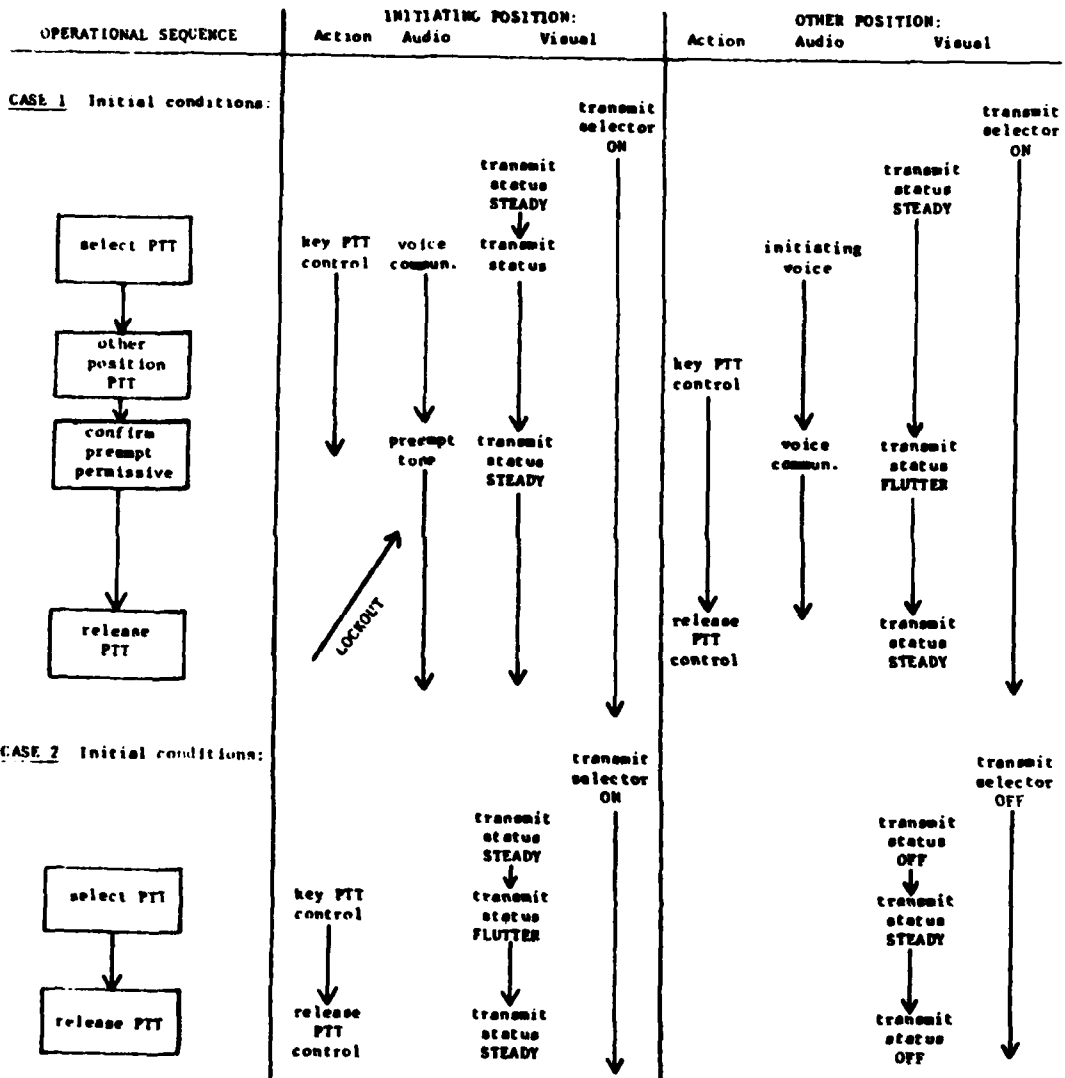 INITIATING POSITION:
OTHER POSITION:
OPERATIONAL SEQUENCE
Action Audio Visual
Action Audio Visual
CASE 1 Initial conditions:
transmit
selector
ON
transmit
status
STEADY
transmit
selector
ON
transmit
status
STEADY
select PTT
key PTT
control
voice
commun.
transmit
status
initiating
voice
other
position
PTT
key PTT
control
confirm
preempt
permissive
preempt
tone
transmit
status
STEADY
voice
commun.
transmit
status
FLUTTER
LOCKOUT
release
PTT
release
PTT
control
transmit
status
STEADY
CASE 2 Initial conditions:
transmit
selector
ON
transmit
selector
OFF
transmit
status
STEADY
transmit
status
OFF
select PTT
key PTT
control
transmit
status
FLUTTER
transmit
status
STEADY
release PTT
release
PTT
control
transmit
status
STEADY
transmit
status
OFF